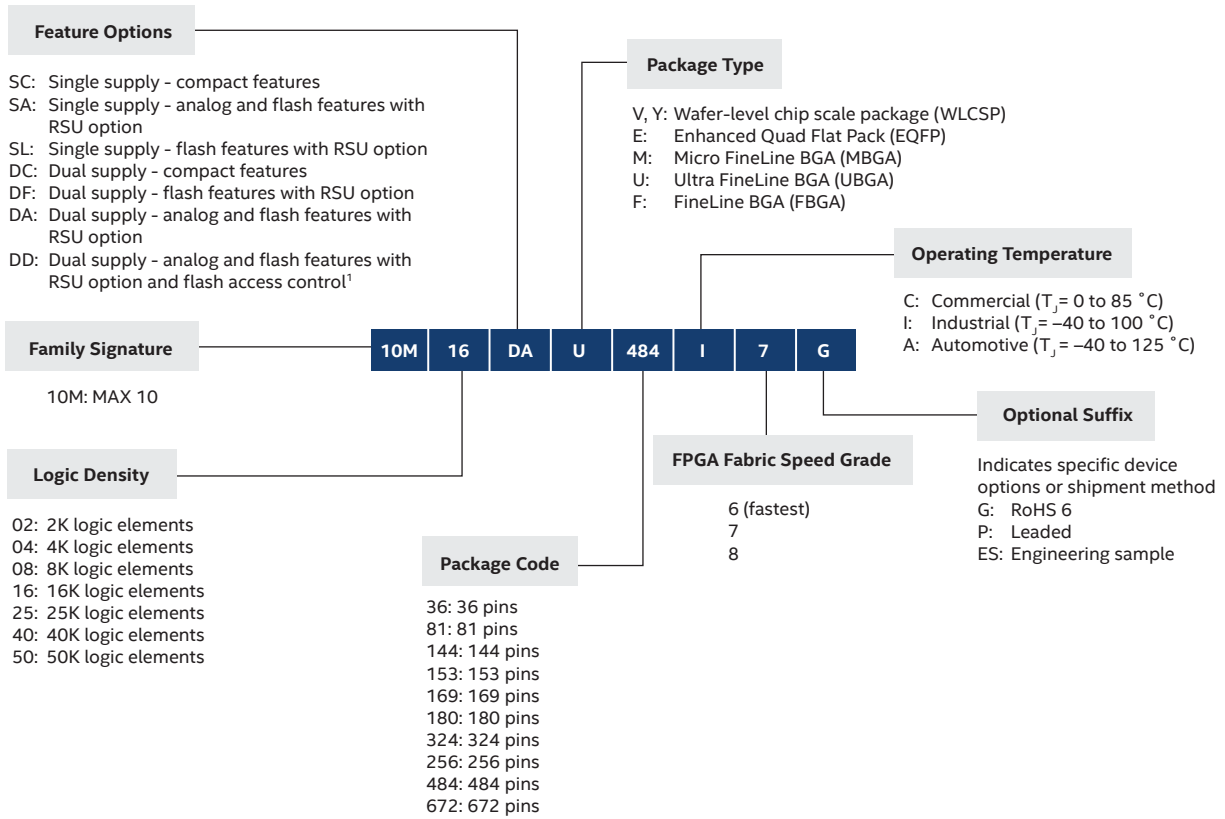 Feature Options
SC: Single supply - compact features
SA: Single supply - analog and flash features with
RSU option
SL: Single supply - flash features with RSU option
DC: Dual supply - compact features
DF: Dual supply - flash features with RSU option
DA: Dual supply - analog and flash features with
RSU option
DD: Dual supply - analog and flash features with
RSU option and flash access control1
Package Type
V, Y: Wafer-level chip scale package (WLCSP)
E: Enhanced Quad Flat Pack (EQFP)
M: Micro FineLine BGA (MBGA)
U: Ultra FineLine BGA (UBGA)
F: FineLine BGA (FBGA)
Operating Temperature
C: Commercial (TJ= 0 to 85 ˚C)
I: Industrial (TJ= –40 to 100 ˚C)
A: Automotive (TJ= –40 to 125 ˚C)
Family Signature
10M: MAX 10
10M 16 DA U 484 I 7 G
Logic Density
02: 2K logic elements
04: 4K logic elements
08: 8K logic elements
16: 16K logic elements
25: 25K logic elements
40: 40K logic elements
50: 50K logic elements
Package Code
36: 36 pins
81: 81 pins
144: 144 pins
153: 153 pins
169: 169 pins
180: 180 pins
324: 324 pins
256: 256 pins
484: 484 pins
672: 672 pins
FPGA Fabric Speed Grade
6 (fastest)
7
8
Optional Suffix
Indicates specific device
options or shipment method
G: RoHS 6
P: Leaded
ES: Engineering sample